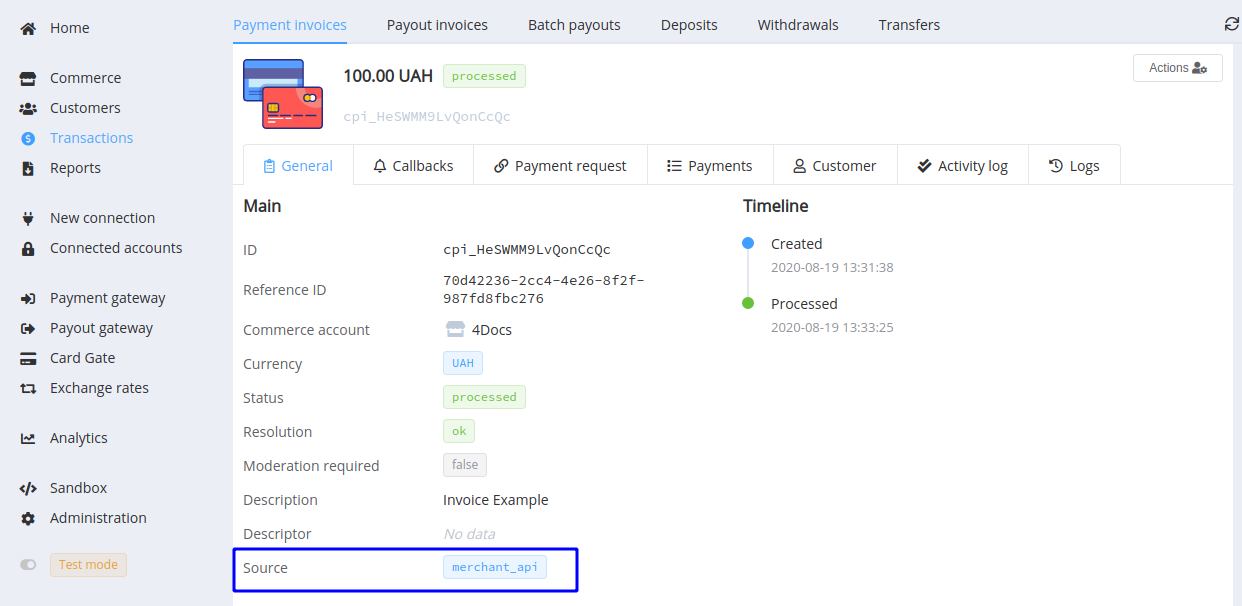 Home
Commerce
Customers
Transactions
Reports
New connection
Connected accounts
Payment gateway
Payout gateway
Card Gate
Exchange rates
Analytics
Sandbox
Administration
Test mode
Payment invoices Payout invoices Batch payouts Deposits Withdrawals Transfers
100.00 UAH processed
Actions
cpi_HeSWMM9LvQonCcQc
General Callbacks Payment request Payments Customer Activity log Logs
Main
ID cpi_HeSWMM9LvQonCcQc
Reference ID 70d42236-2cc4-4e26-8f2f-
987fd8fbc276
Commerce account 4Docs
Currency UAH
Status processed
Resolution ok
Moderation required false
Description Invoice Example
Descriptor No data
Source merchant_api
Timeline
Created
2020-08-19 13:31:38
Processed
2020-08-19 13:33:25